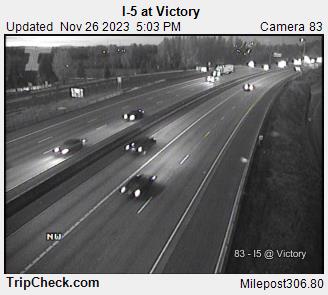 I-5 at Victory
Updated Nov 26 2023 5:03 PM Camera 83
NW
83 - I5 @ Victory
TripCheck.com Milepost306.80